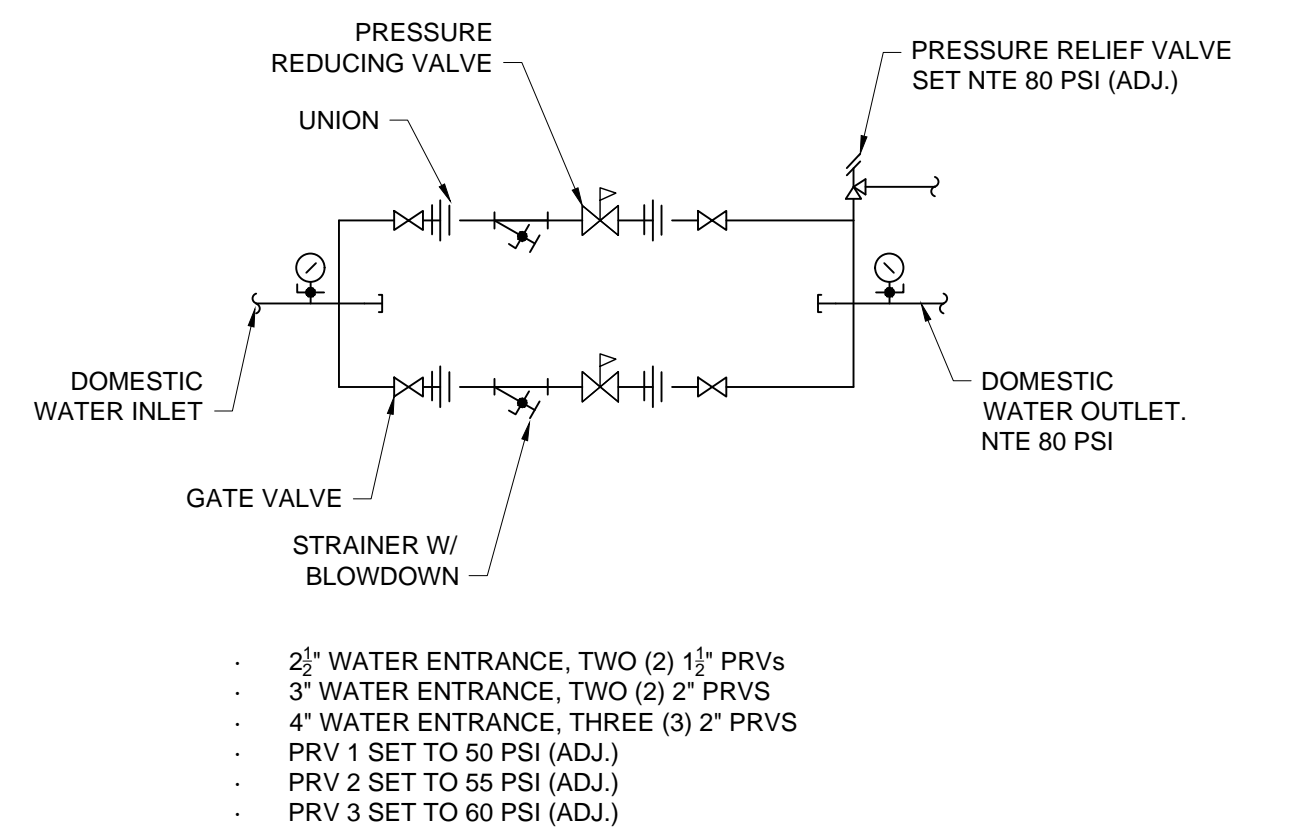 PRESSURE
REDUCING VALVE
PRESSURE RELIEF VALVE
SET NTE 80 PSI (ADJ.)
UNION
DOMESTIC
WATER INLET
DOMESTIC
WATER OUTLET.
NTE 80 PSI
GATE VALVE
STRAINER W/
BLOWDOWN
· 2½" WATER ENTRANCE, TWO (2) 1½" PRVs
· 3" WATER ENTRANCE, TWO (2) 2" PRVS
· 4" WATER ENTRANCE, THREE (3) 2" PRVS
· PRV 1 SET TO 50 PSI (ADJ.)
· PRV 2 SET TO 55 PSI (ADJ.)
· PRV 3 SET TO 60 PSI (ADJ.)